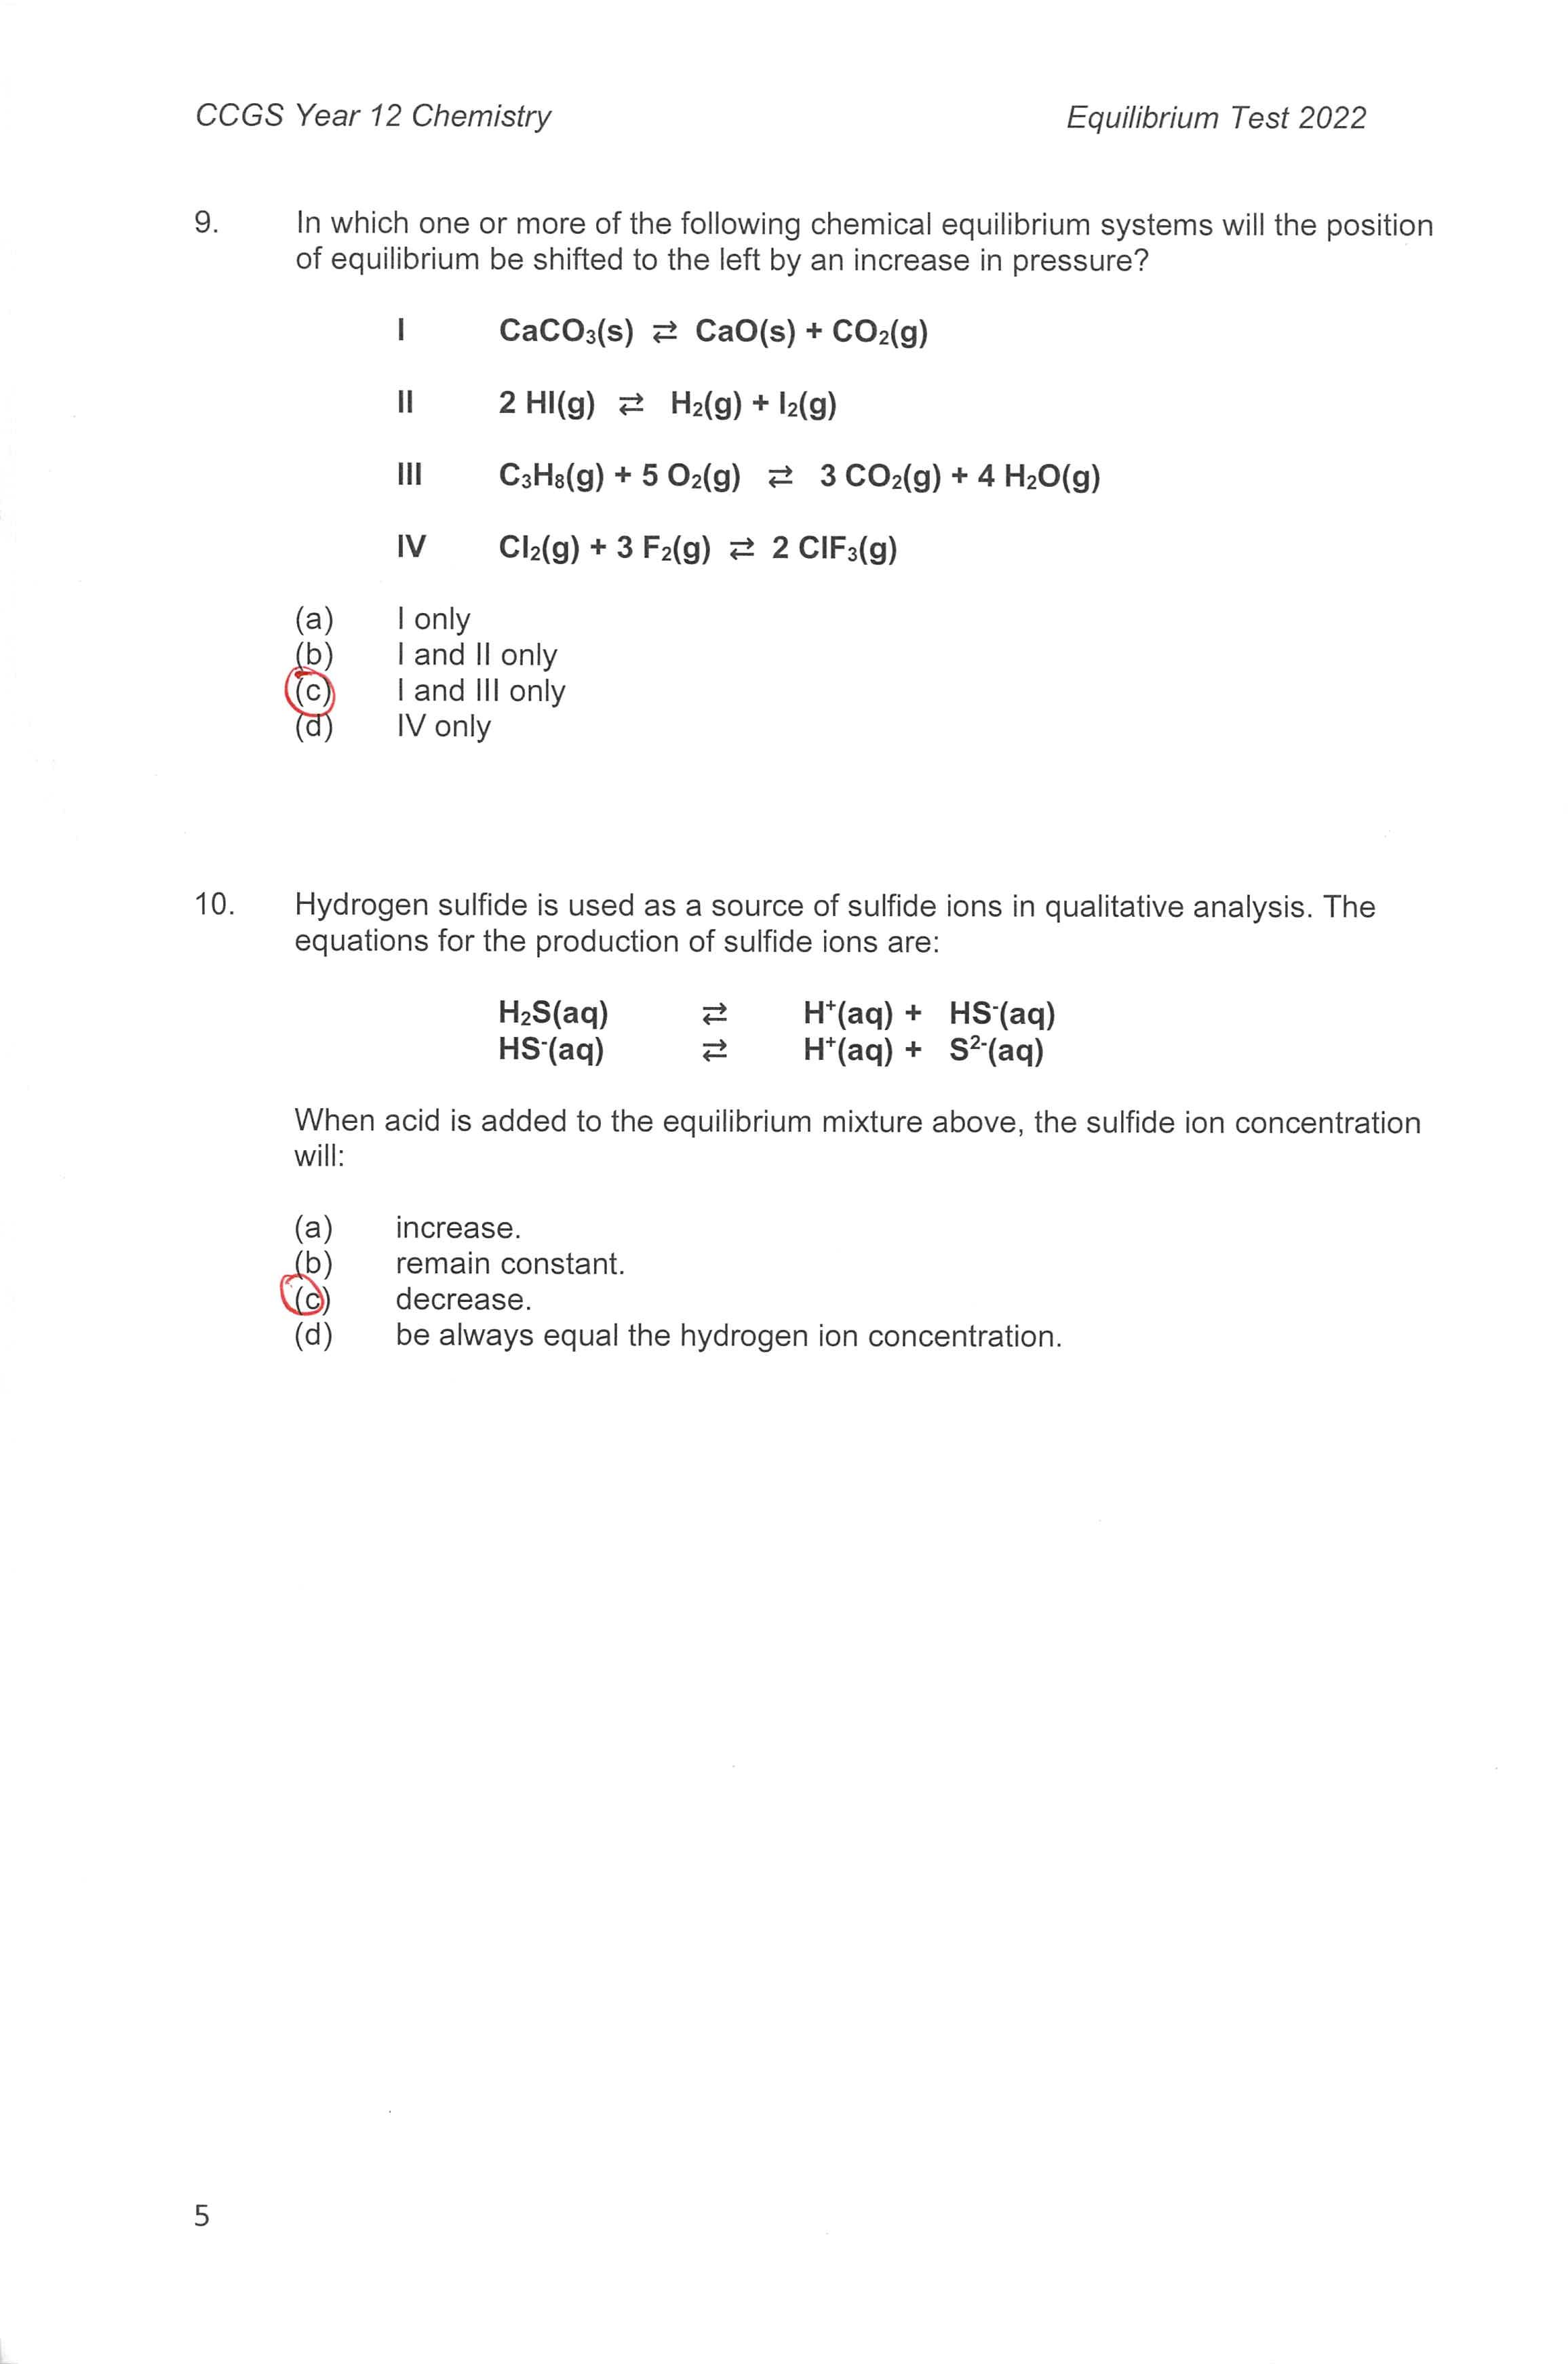 CCGS Year 12 Chemistry Equilibrium Test 2022
9. In which one or more of the following chemical equilibrium systems will the position
of equilibrium be shifted to the left by an increase in pressure?
I CaCO₃(s) ⇄ CaO(s) + CO₂(g)
II 2 HI(g) ⇄ H₂(g) + I₂(g)
III C₃H₈(g) + 5 O₂(g) ⇄ 3 CO₂(g) + 4 H₂O(g)
IV Cl₂(g) + 3 F₂(g) ⇄ 2 ClF₃(g)
(a) I only
(b) I and II only
(c) I and III only
(d) IV only
10. Hydrogen sulfide is used as a source of sulfide ions in qualitative analysis. The
equations for the production of sulfide ions are:
H₂S(aq) ⇄ H⁺(aq) + HS⁻(aq)
HS⁻(aq) ⇄ H⁺(aq) + S²⁻(aq)
When acid is added to the equilibrium mixture above, the sulfide ion concentration
will:
(a) increase.
(b) remain constant.
(c) decrease.
(d) be always equal the hydrogen ion concentration.
5